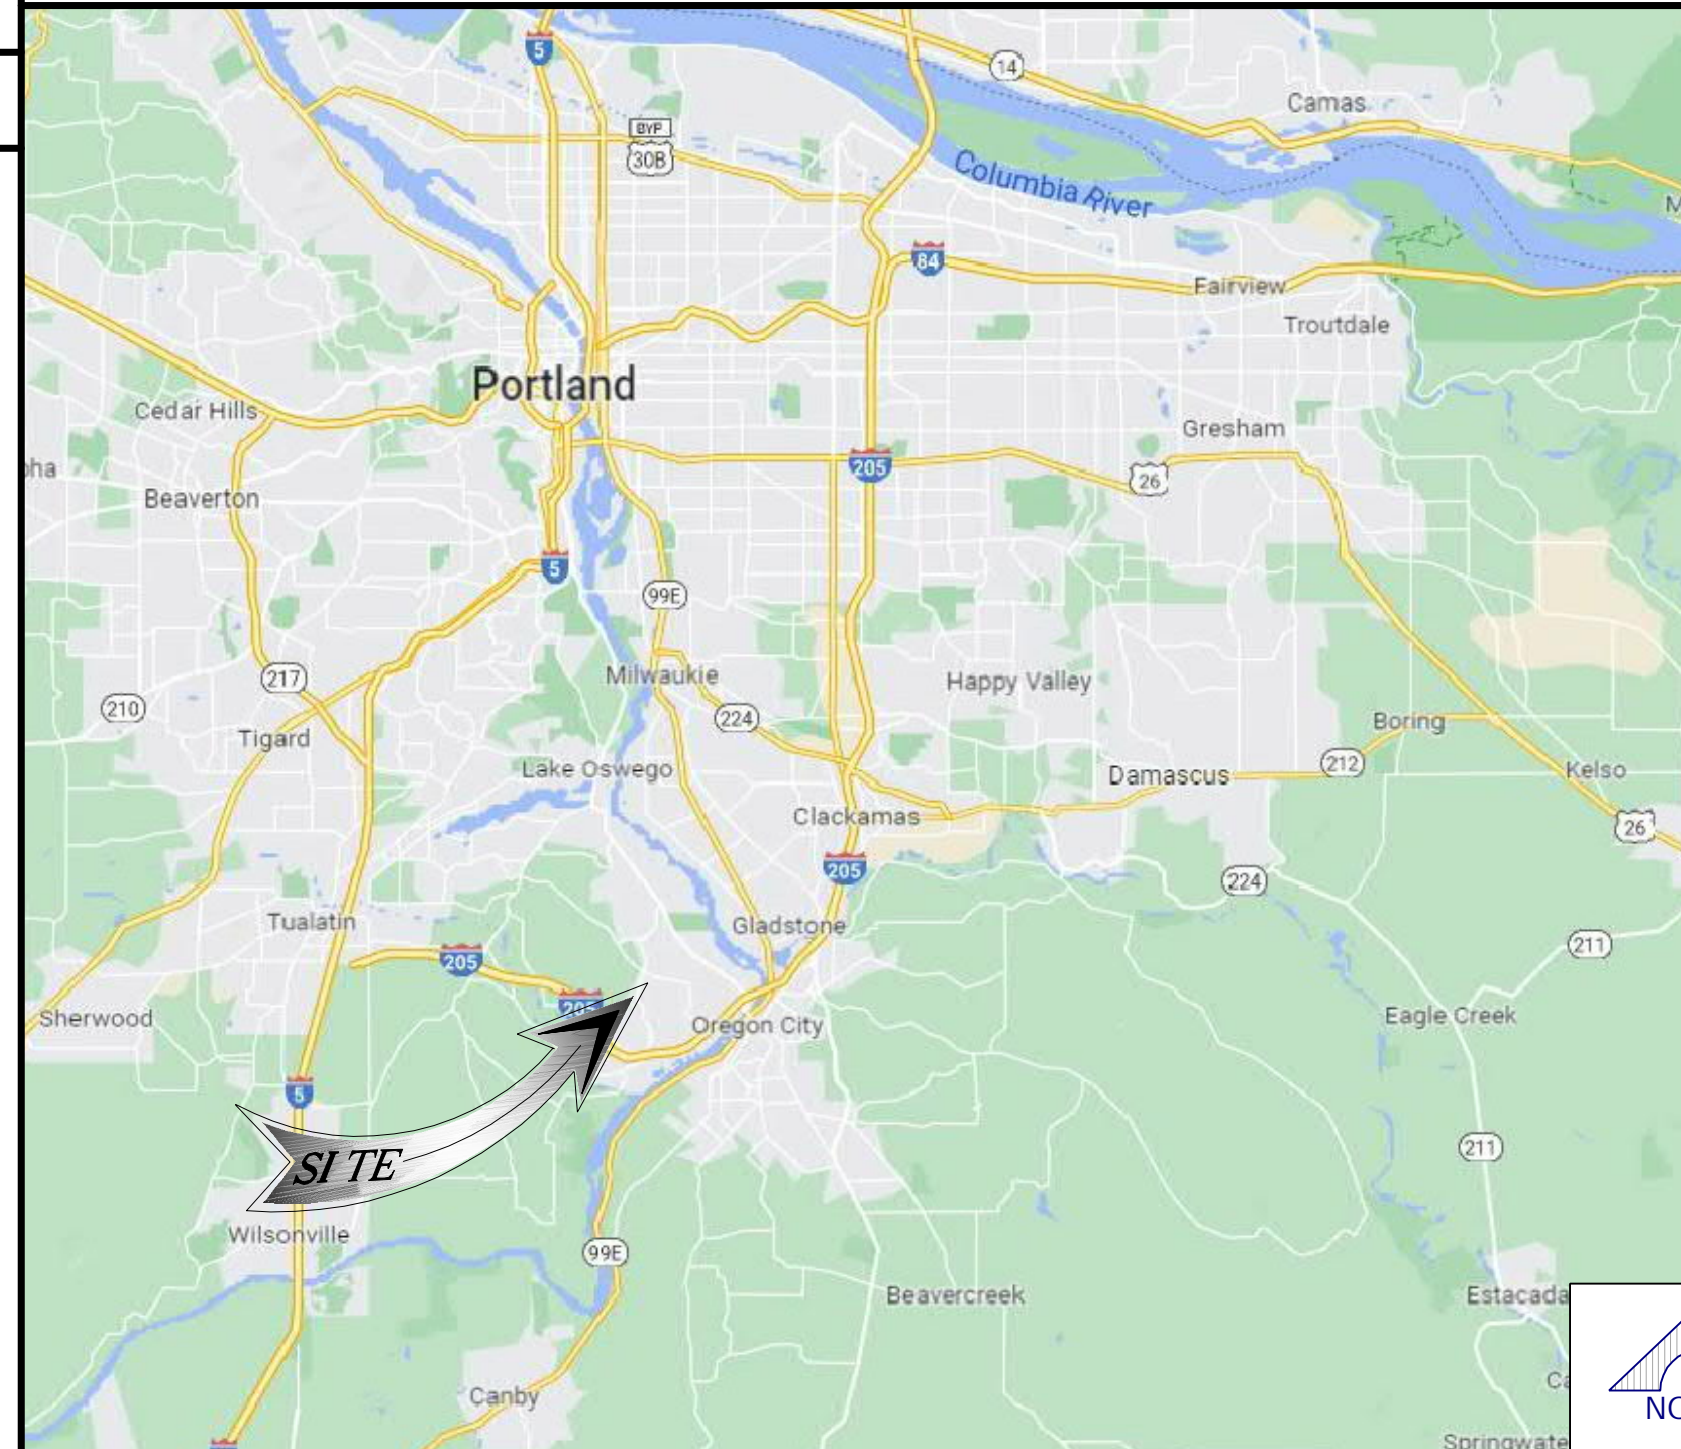 5
14
Camas
BYP
30B
Columbia River
84
Fairview
Troutdale
Portland
Cedar Hills
Gresham
205
26
Beaverton
5
99E
217
Milwaukie
Happy Valley
210
224
Boring
Tigard
212
Lake Oswego
Damascus
Kelso
Clackamas
26
205
224
Tualatin
Gladstone
211
205
205
Sherwood
Oregon City
Eagle Creek
5
211
SITE
Wilsonville
99E
Beavercreek
Estacada
Canby